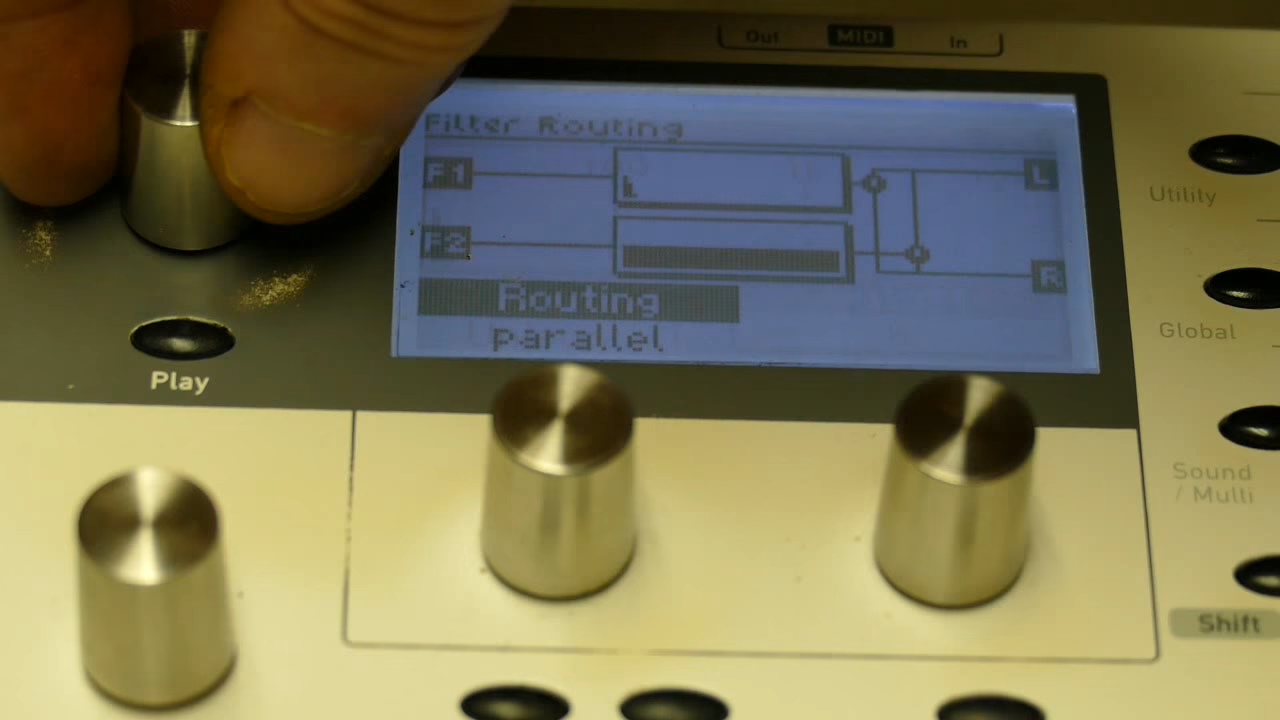 Out MIDI In
Filter Routing
F1
L
F2
R
Routing
parallel
Play
Utility
Global
Sound
/ Multi
Shift